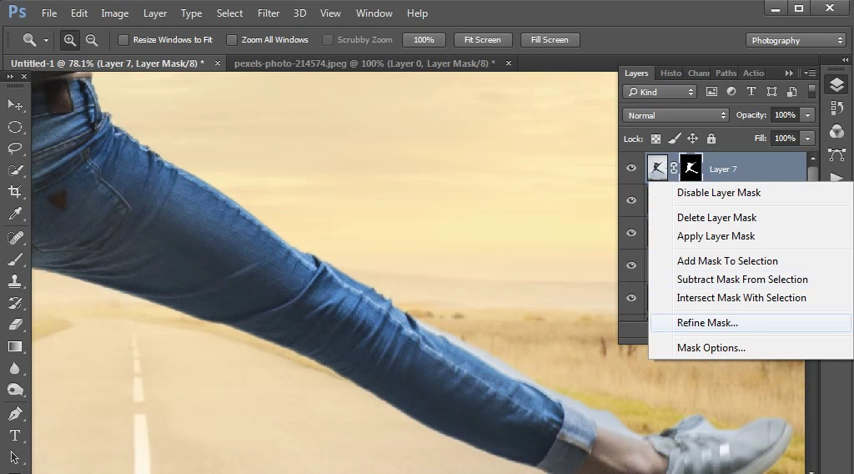 Ps File Edit Image Layer Type Select Filter 3D View Window Help
Resize Windows to Fit Zoom All Windows Scrubby Zoom 100% Fit Screen Fill Screen Photography
Untitled-1 @ 78.1% (Layer 7, Layer Mask/8) * × pexels-photo-214574.jpeg @ 100% (Layer 0, Layer Mask/8) * ×
Layers Histo Chann Paths Actio
Kind
Normal Opacity: 100%
Lock: Fill: 100%
Layer 7
Disable Layer Mask
Delete Layer Mask
Apply Layer Mask
Add Mask To Selection
Subtract Mask From Selection
Intersect Mask With Selection
Refine Mask...
Mask Options...